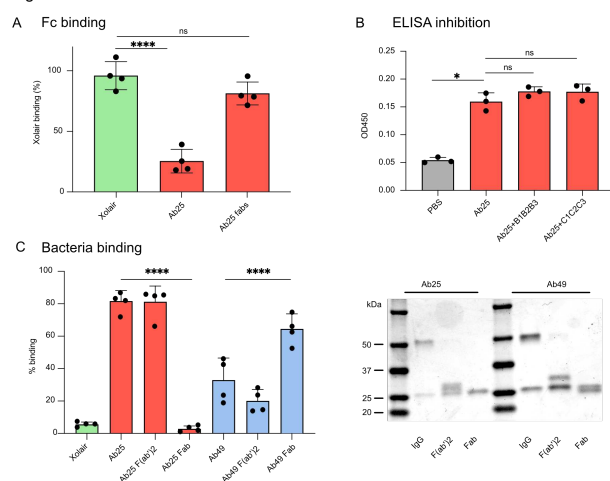 A Fc binding
ns
****
Xolair binding (%)
100
50
0
Xolair
Ab25
Ab25 fabs
B ELISA inhibition
ns
ns
*
OD450
0.25
0.20
0.15
0.10
0.05
0.00
PBS
Ab25
Ab25+B1B2B3
Ab25+C1C2C3
C Bacteria binding
**** ****
% binding
100
80
60
40
20
0
Xolair
Ab25
Ab25 F(ab')2
Ab25 Fab
Ab49
Ab49 F(ab')2
Ab49 Fab
Ab25 Ab49
kDa
50
37
25
20
IgG
F(ab')2
Fab
IgG
F(ab')2
Fab